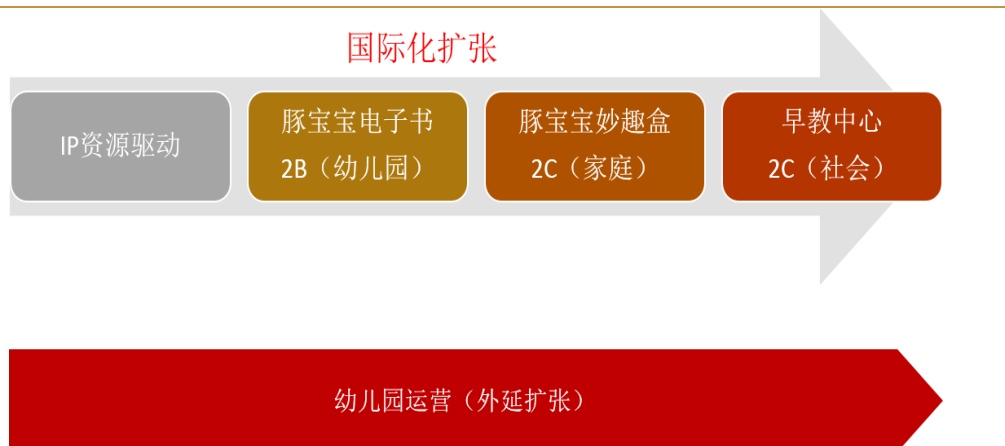 国际化扩张
IP资源驱动
豚宝宝电子书
2B（幼儿园）
豚宝宝妙趣盒
2C（家庭）
早教中心
2C（社会）
幼儿园运营（外延扩张）